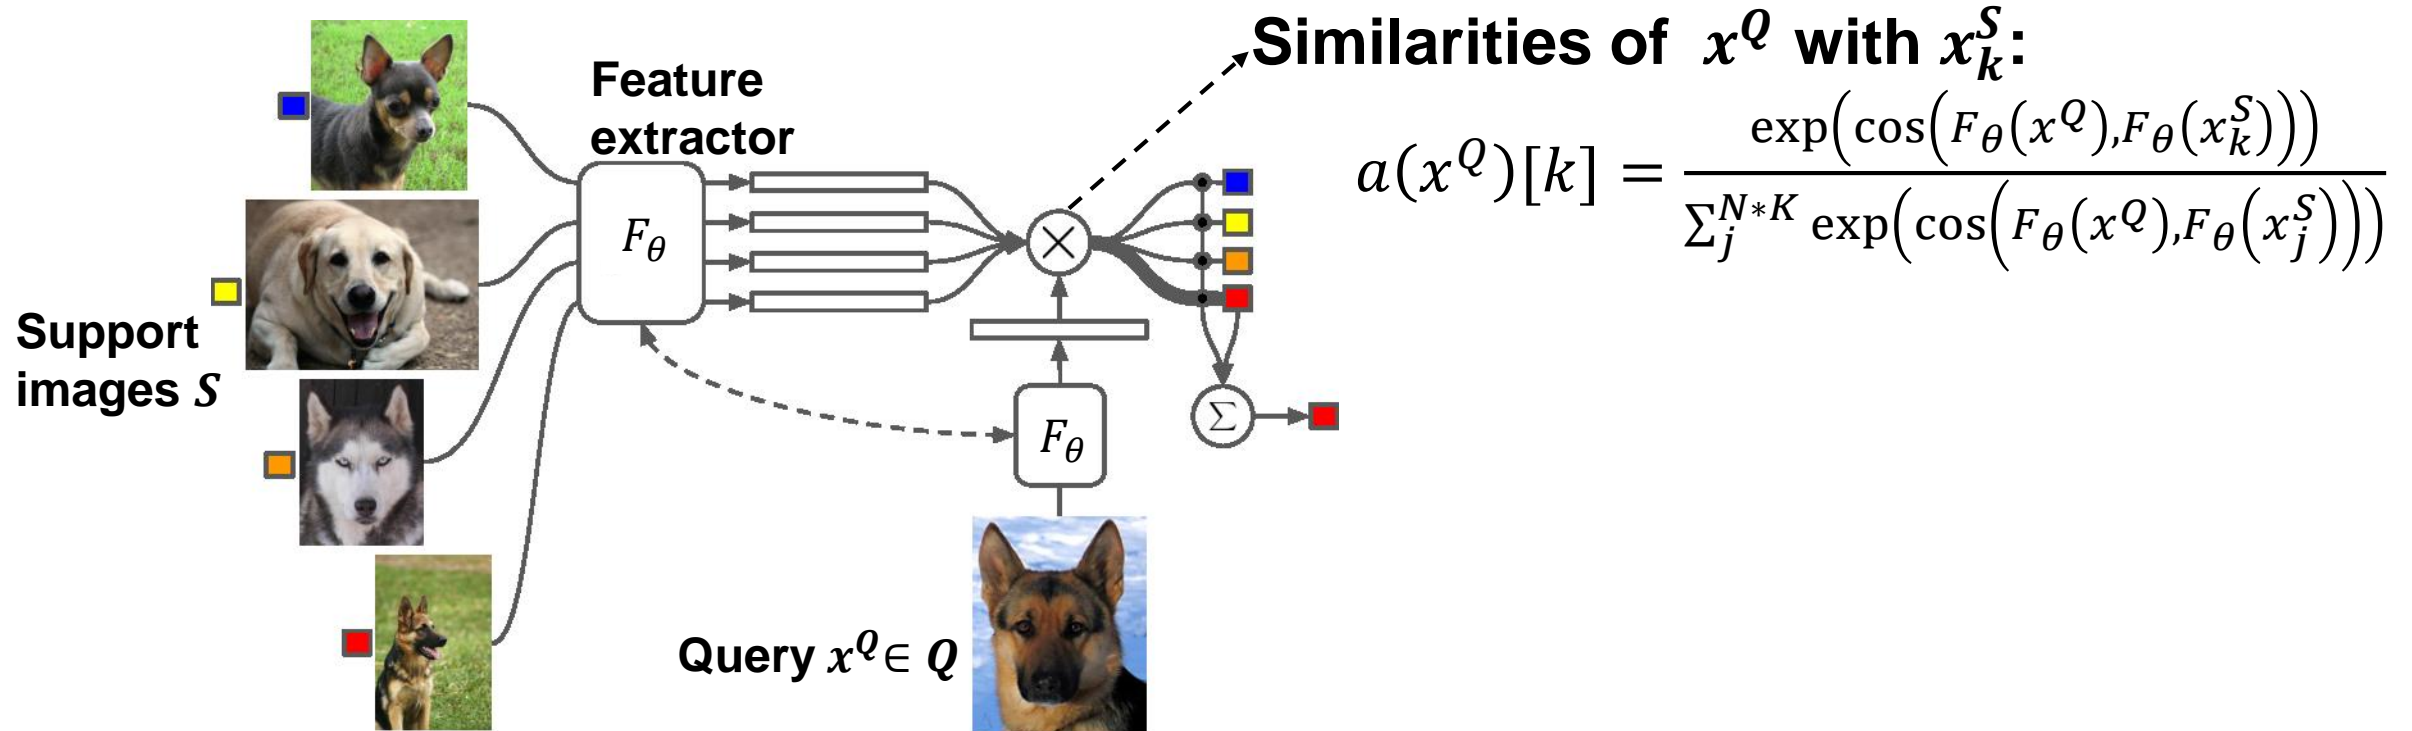 Similarities of x^Q with x_k^S:
Feature
extractor
a(x^Q)[k] = exp(cos(F_θ(x^Q),F_θ(x_k^S))) / ∑_j^{N*K} exp(cos(F_θ(x^Q),F_θ(x_j^S)))
F_θ
×
Support
images S
∑
F_θ
Query x^Q ∈ Q